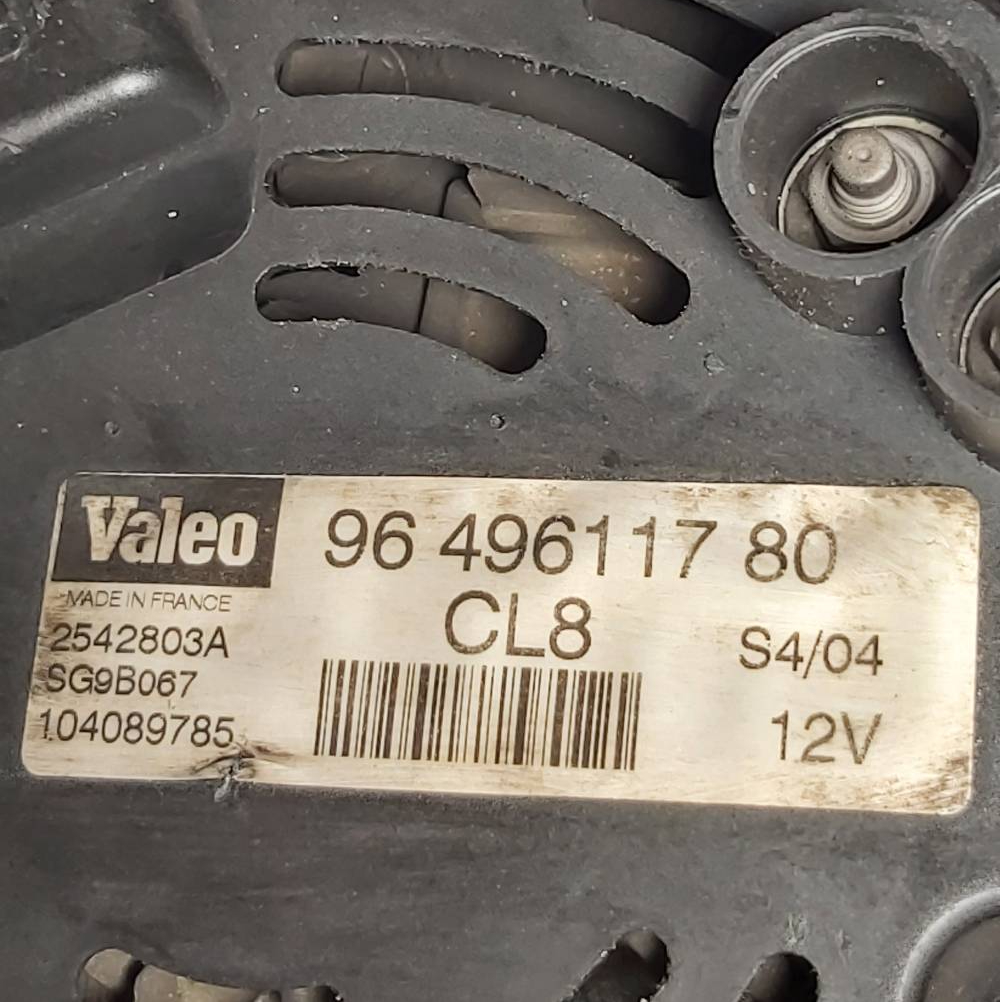 Valeo
96 496117 80
MADE IN FRANCE
CL8
2542803A
S4/04
SG9B067
104089785
12V